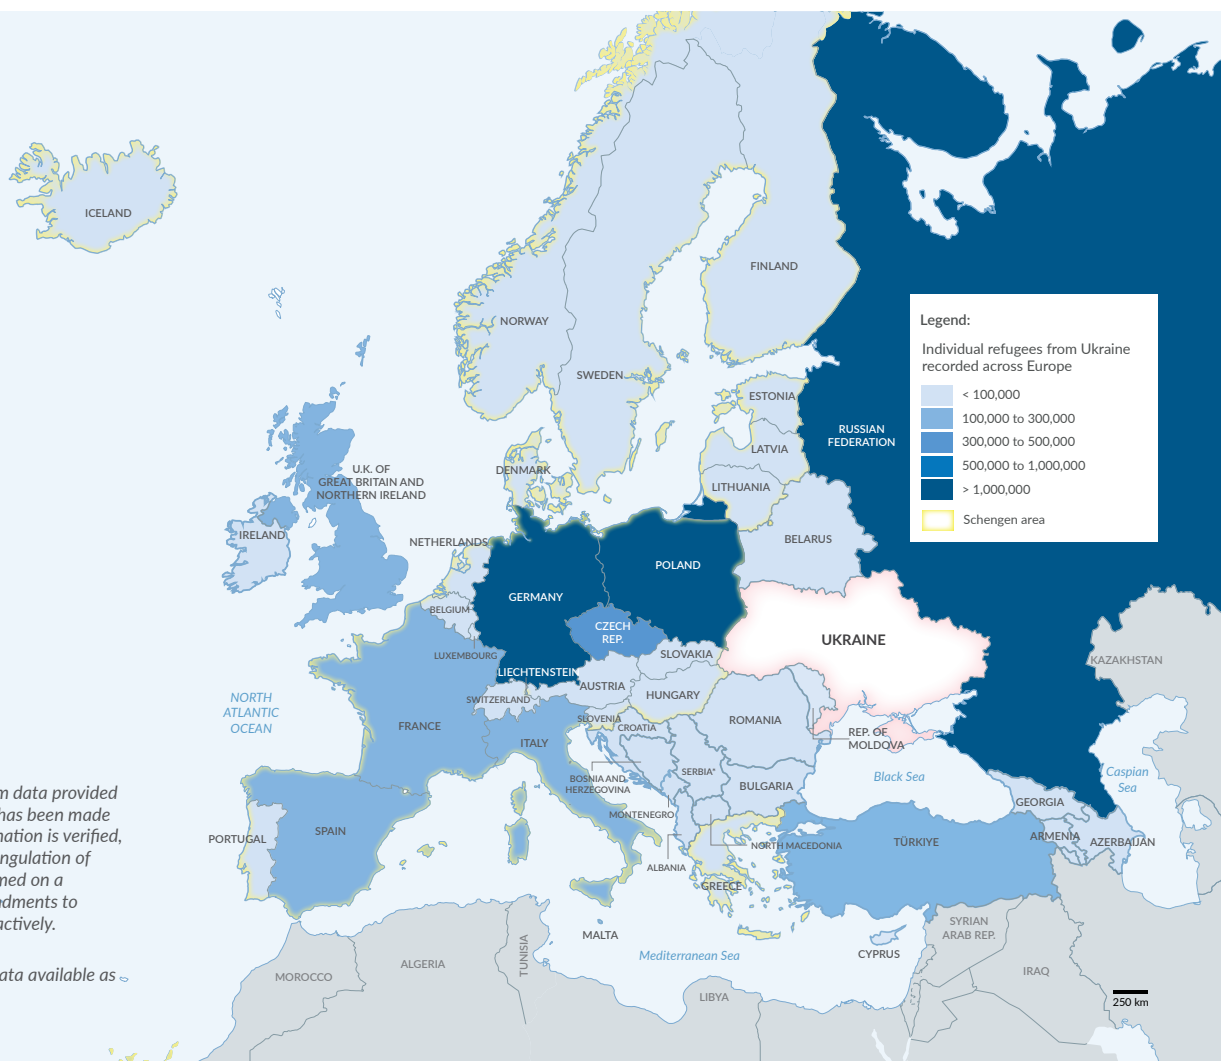 ICELAND
FINLAND
NORWAY
SWEDEN
Legend:
Individual refugees from Ukraine
recorded across Europe
< 100,000
100,000 to 300,000
300,000 to 500,000
500,000 to 1,000,000
> 1,000,000
Schengen area
ESTONIA
RUSSIAN
FEDERATION
LATVIA
DENMARK
U.K. OF
GREAT BRITAIN AND
NORTHERN IRELAND
LITHUANIA
IRELAND
NETHERLANDS
BELARUS
POLAND
GERMANY
BELGIUM
CZECH
REP.
UKRAINE
LUXEMBOURG
SLOVAKIA
KAZAKHSTAN
LIECHTENSTEIN
AUSTRIA
SWITZERLAND
HUNGARY
NORTH
ATLANTIC
OCEAN
FRANCE
SLOVENIA
CROATIA
ROMANIA
ITALY
REP. OF
MOLDOVA
BOSNIA AND
HERZEGOVINA
SERBIA*
BULGARIA
Black Sea
Caspian
Sea
GEORGIA
MONTENEGRO
PORTUGAL
SPAIN
NORTH MACEDONIA
TÜRKIYE
ARMENIA
AZERBAIJAN
ALBANIA
GREECE
MALTA
SYRIAN
ARAB REP.
CYPRUS
Mediterranean Sea
TUNISIA
ALGERIA
MOROCCO
IRAQ
LIBYA
250 km
m data provided
has been made
nation is verified,
ngulation of
med on a
ndments to
actively.
ata available as